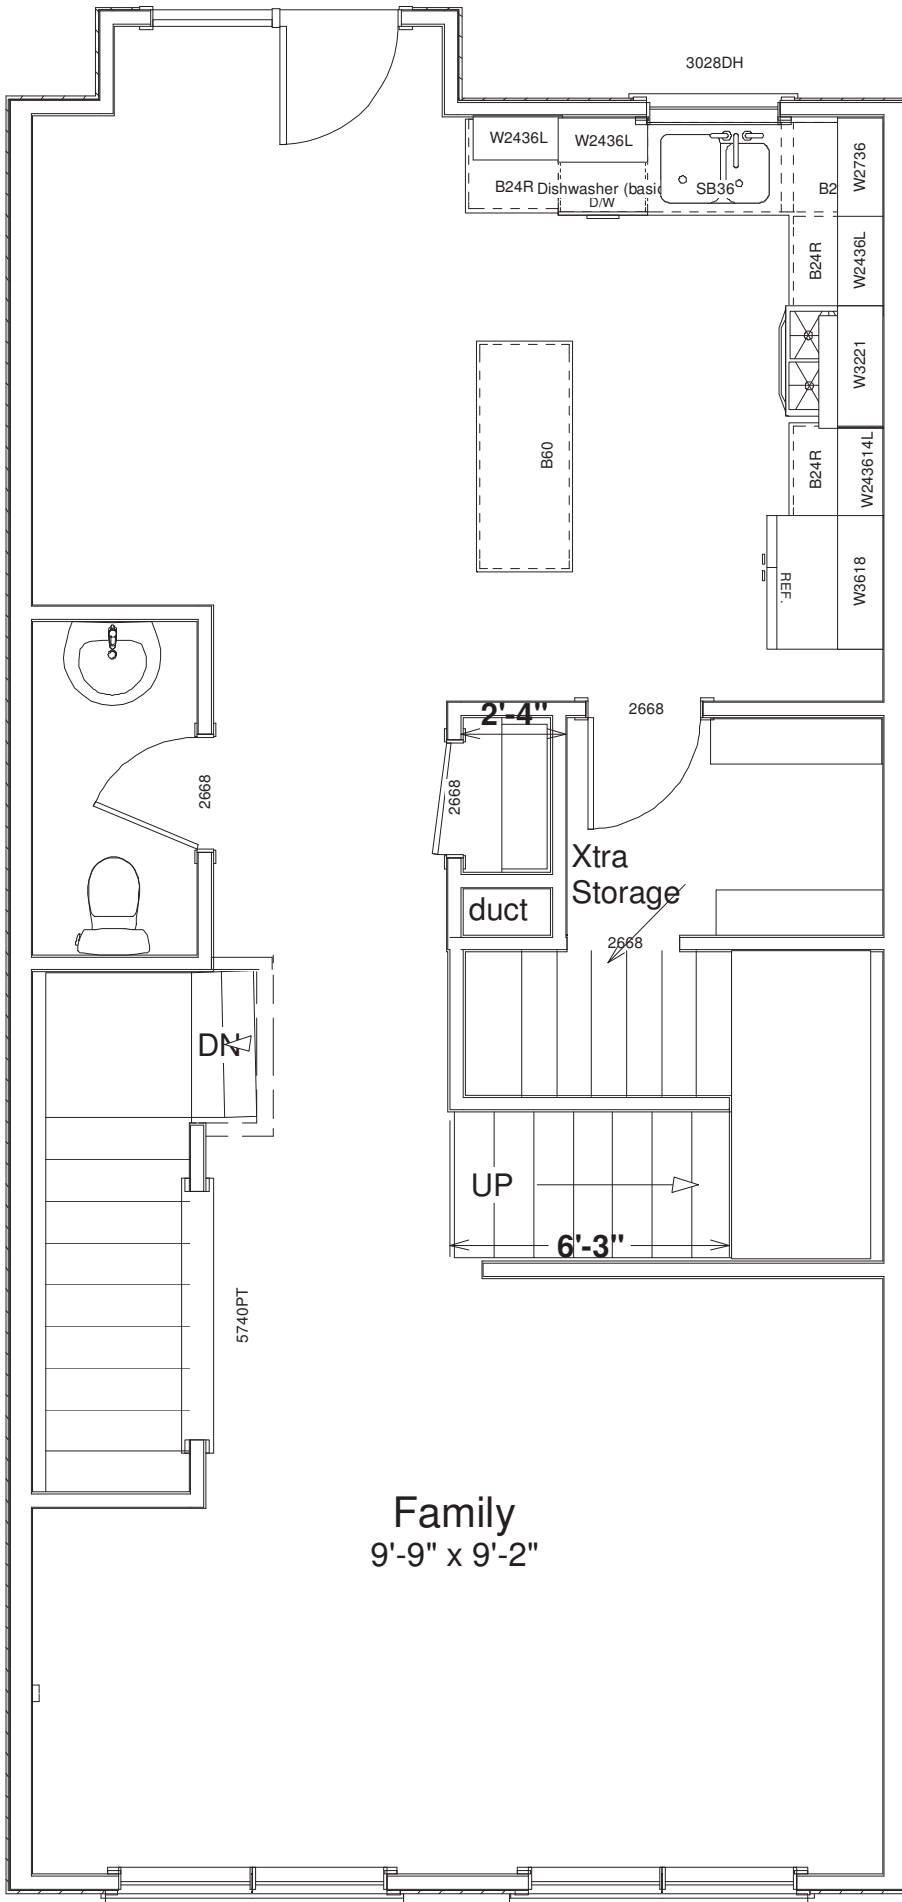 3028DH
W2436L
W2436L
W2736
B24R
Dishwasher (basic
SB36
B2
D/W
B24R
W2436L
W3221
B60
B24R
W243614L
REF.
W3618
2'-4"
2668
2668
2668
Xtra
Storage
duct
2668
DN
UP
6'-3"
5740PT
Family
9'-9" x 9'-2"